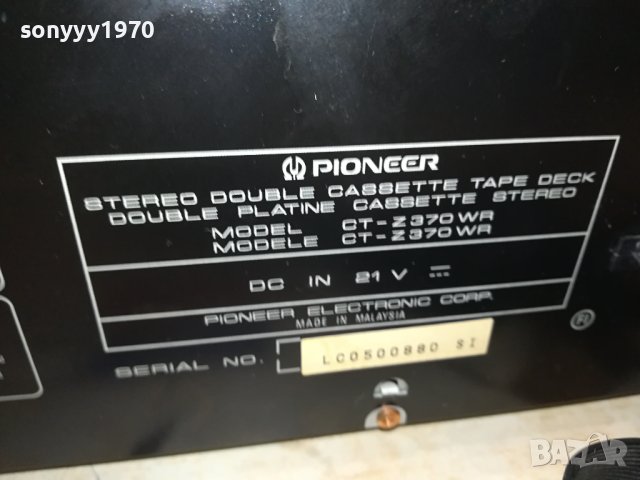 sonyyy1970
PIONEER
STEREO DOUBLE CASSETTE TAPE DECK
DOUBLE PLATINE CASSETTE STEREO
MODEL CT-Z370WR
MODELE CT-Z370WR
DC IN 21 V
PIONEER ELECTRONIC CORP.
MADE IN MALAYSIA
®
SERIAL NO.
LC0500880 SI
BAZAR